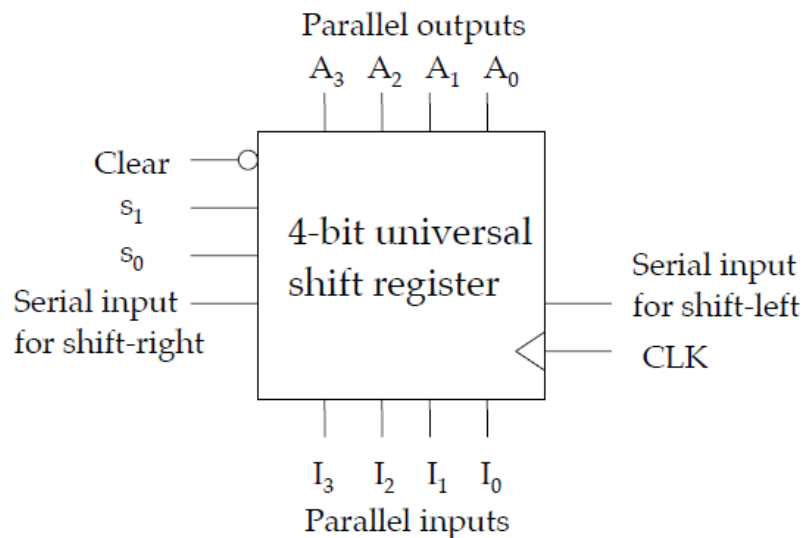 Parallel outputs
A₃ A₂ A₁ A₀
Clear
s₁
s₀
Serial input
for shift-right
4-bit universal
shift register
Serial input
for shift-left
CLK
I₃ I₂ I₁ I₀
Parallel inputs